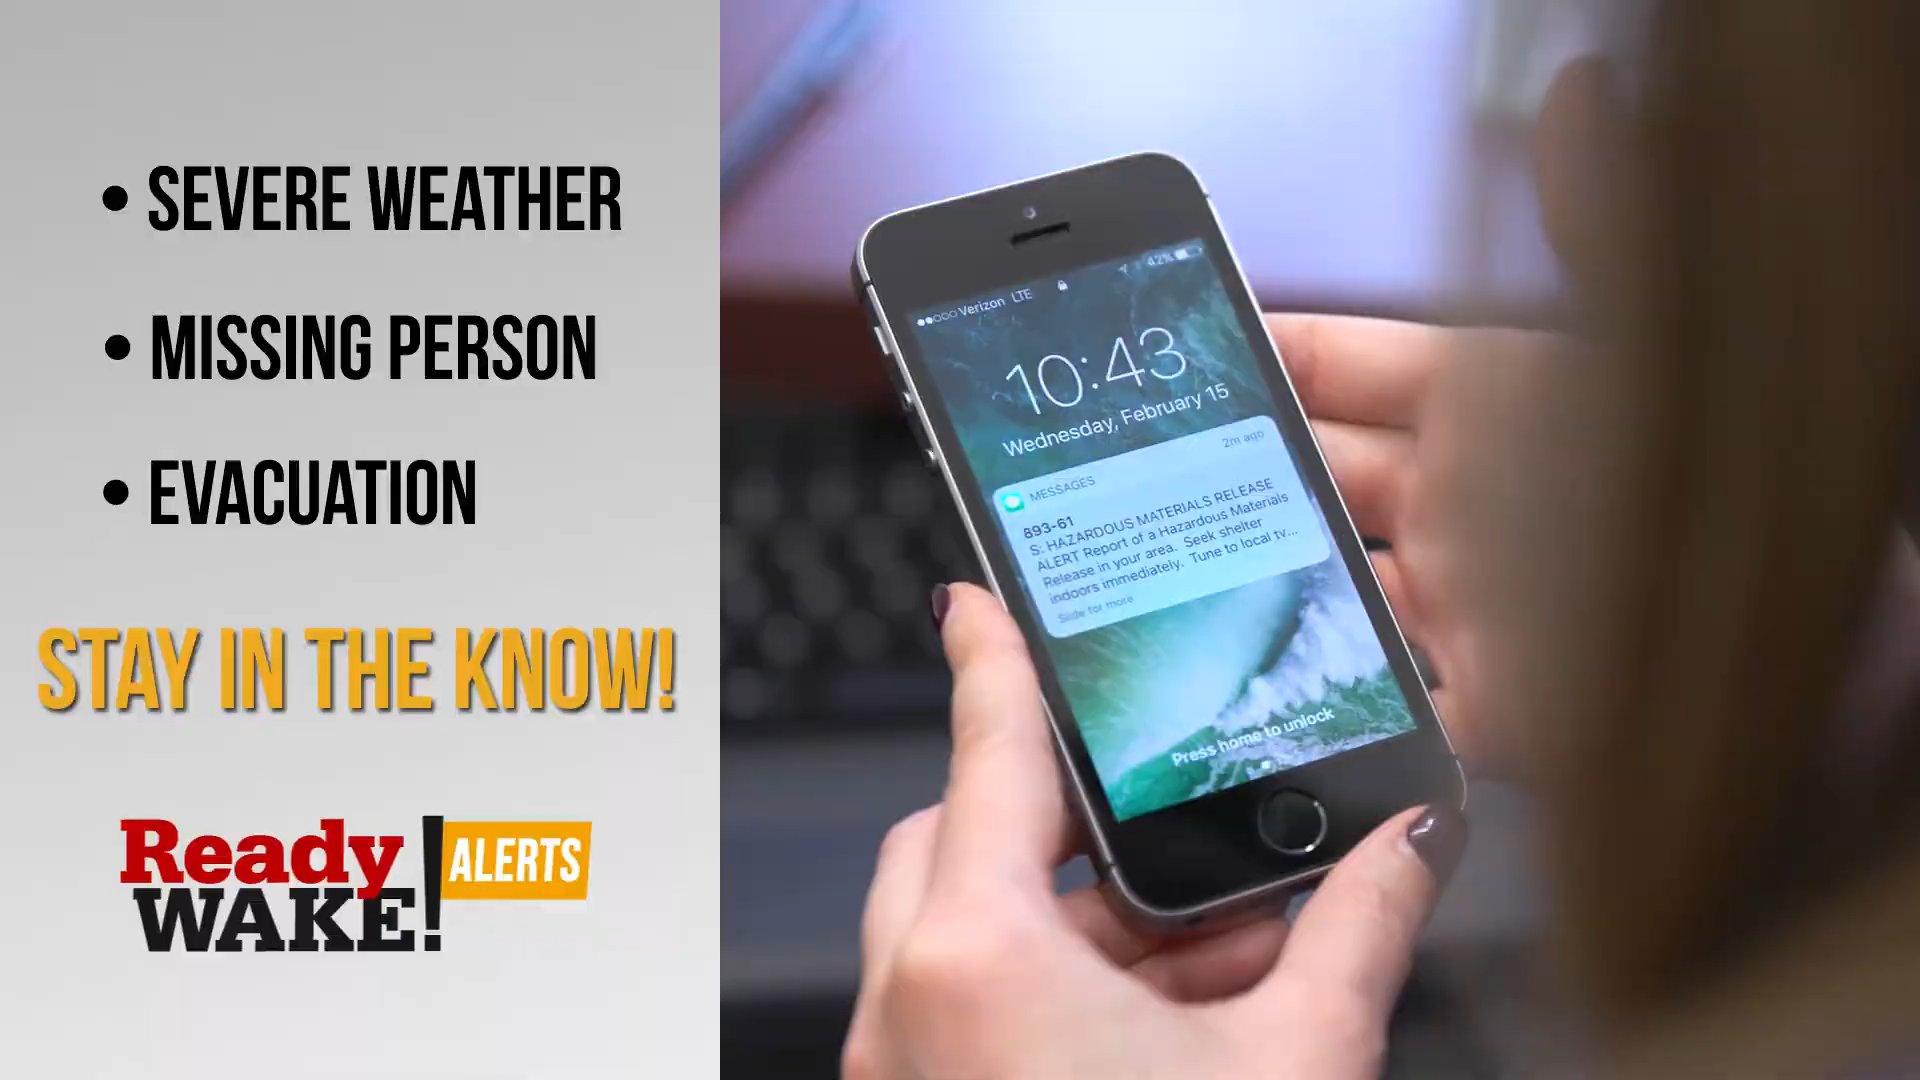 • SEVERE WEATHER
• MISSING PERSON
• EVACUATION
STAY IN THE KNOW!
Ready
WAKE!
ALERTS
Verizon LTE
42%
10:43
Wednesday, February 15
MESSAGES
2m ago
893-61
S: HAZARDOUS MATERIALS RELEASE
ALERT Report of a Hazardous Materials
Release in your area. Seek shelter
indoors immediately. Tune to local tv...
Slide for more
Press home to unlock